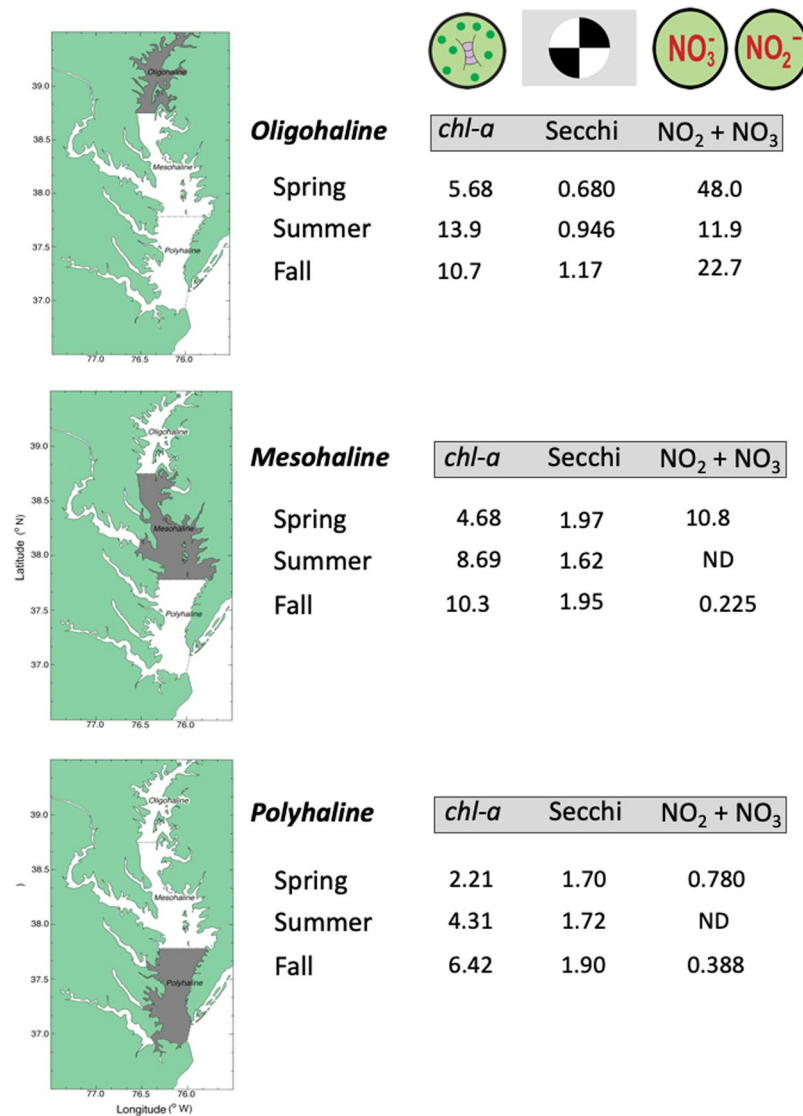 NO3- NO2-
39.0
38.5
38.0
37.5
37.0
77.0 76.5 76.0
Oligohaline
Mesohaline
Polyhaline
Oligohaline chl-a Secchi NO2 + NO3
Spring 5.68 0.680 48.0
Summer 13.9 0.946 11.9
Fall 10.7 1.17 22.7
Latitude (° N)
39.0
38.5
38.0
37.5
37.0
77.0 76.5 76.0
Oligohaline
Mesohaline
Polyhaline
Mesohaline chl-a Secchi NO2 + NO3
Spring 4.68 1.97 10.8
Summer 8.69 1.62 ND
Fall 10.3 1.95 0.225
)
39.0
38.5
38.0
37.5
37.0
77.0 76.5 76.0
Longitude (° W)
Oligohaline
Mesohaline
Polyhaline
Polyhaline chl-a Secchi NO2 + NO3
Spring 2.21 1.70 0.780
Summer 4.31 1.72 ND
Fall 6.42 1.90 0.388